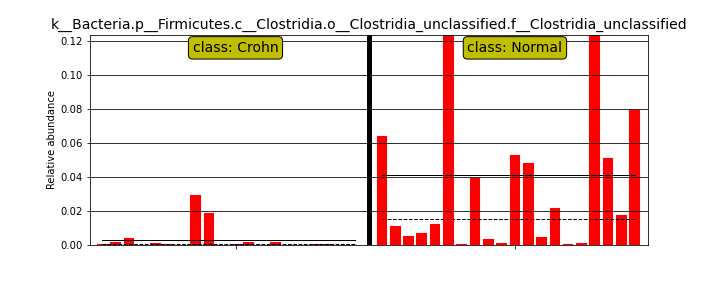 k__Bacteria.p__Firmicutes.c__Clostridia.o__Clostridia_unclassified.f__Clostridia_unclassified
class: Crohn
class: Normal
Relative abundance
0.12
0.10
0.08
0.06
0.04
0.02
0.00